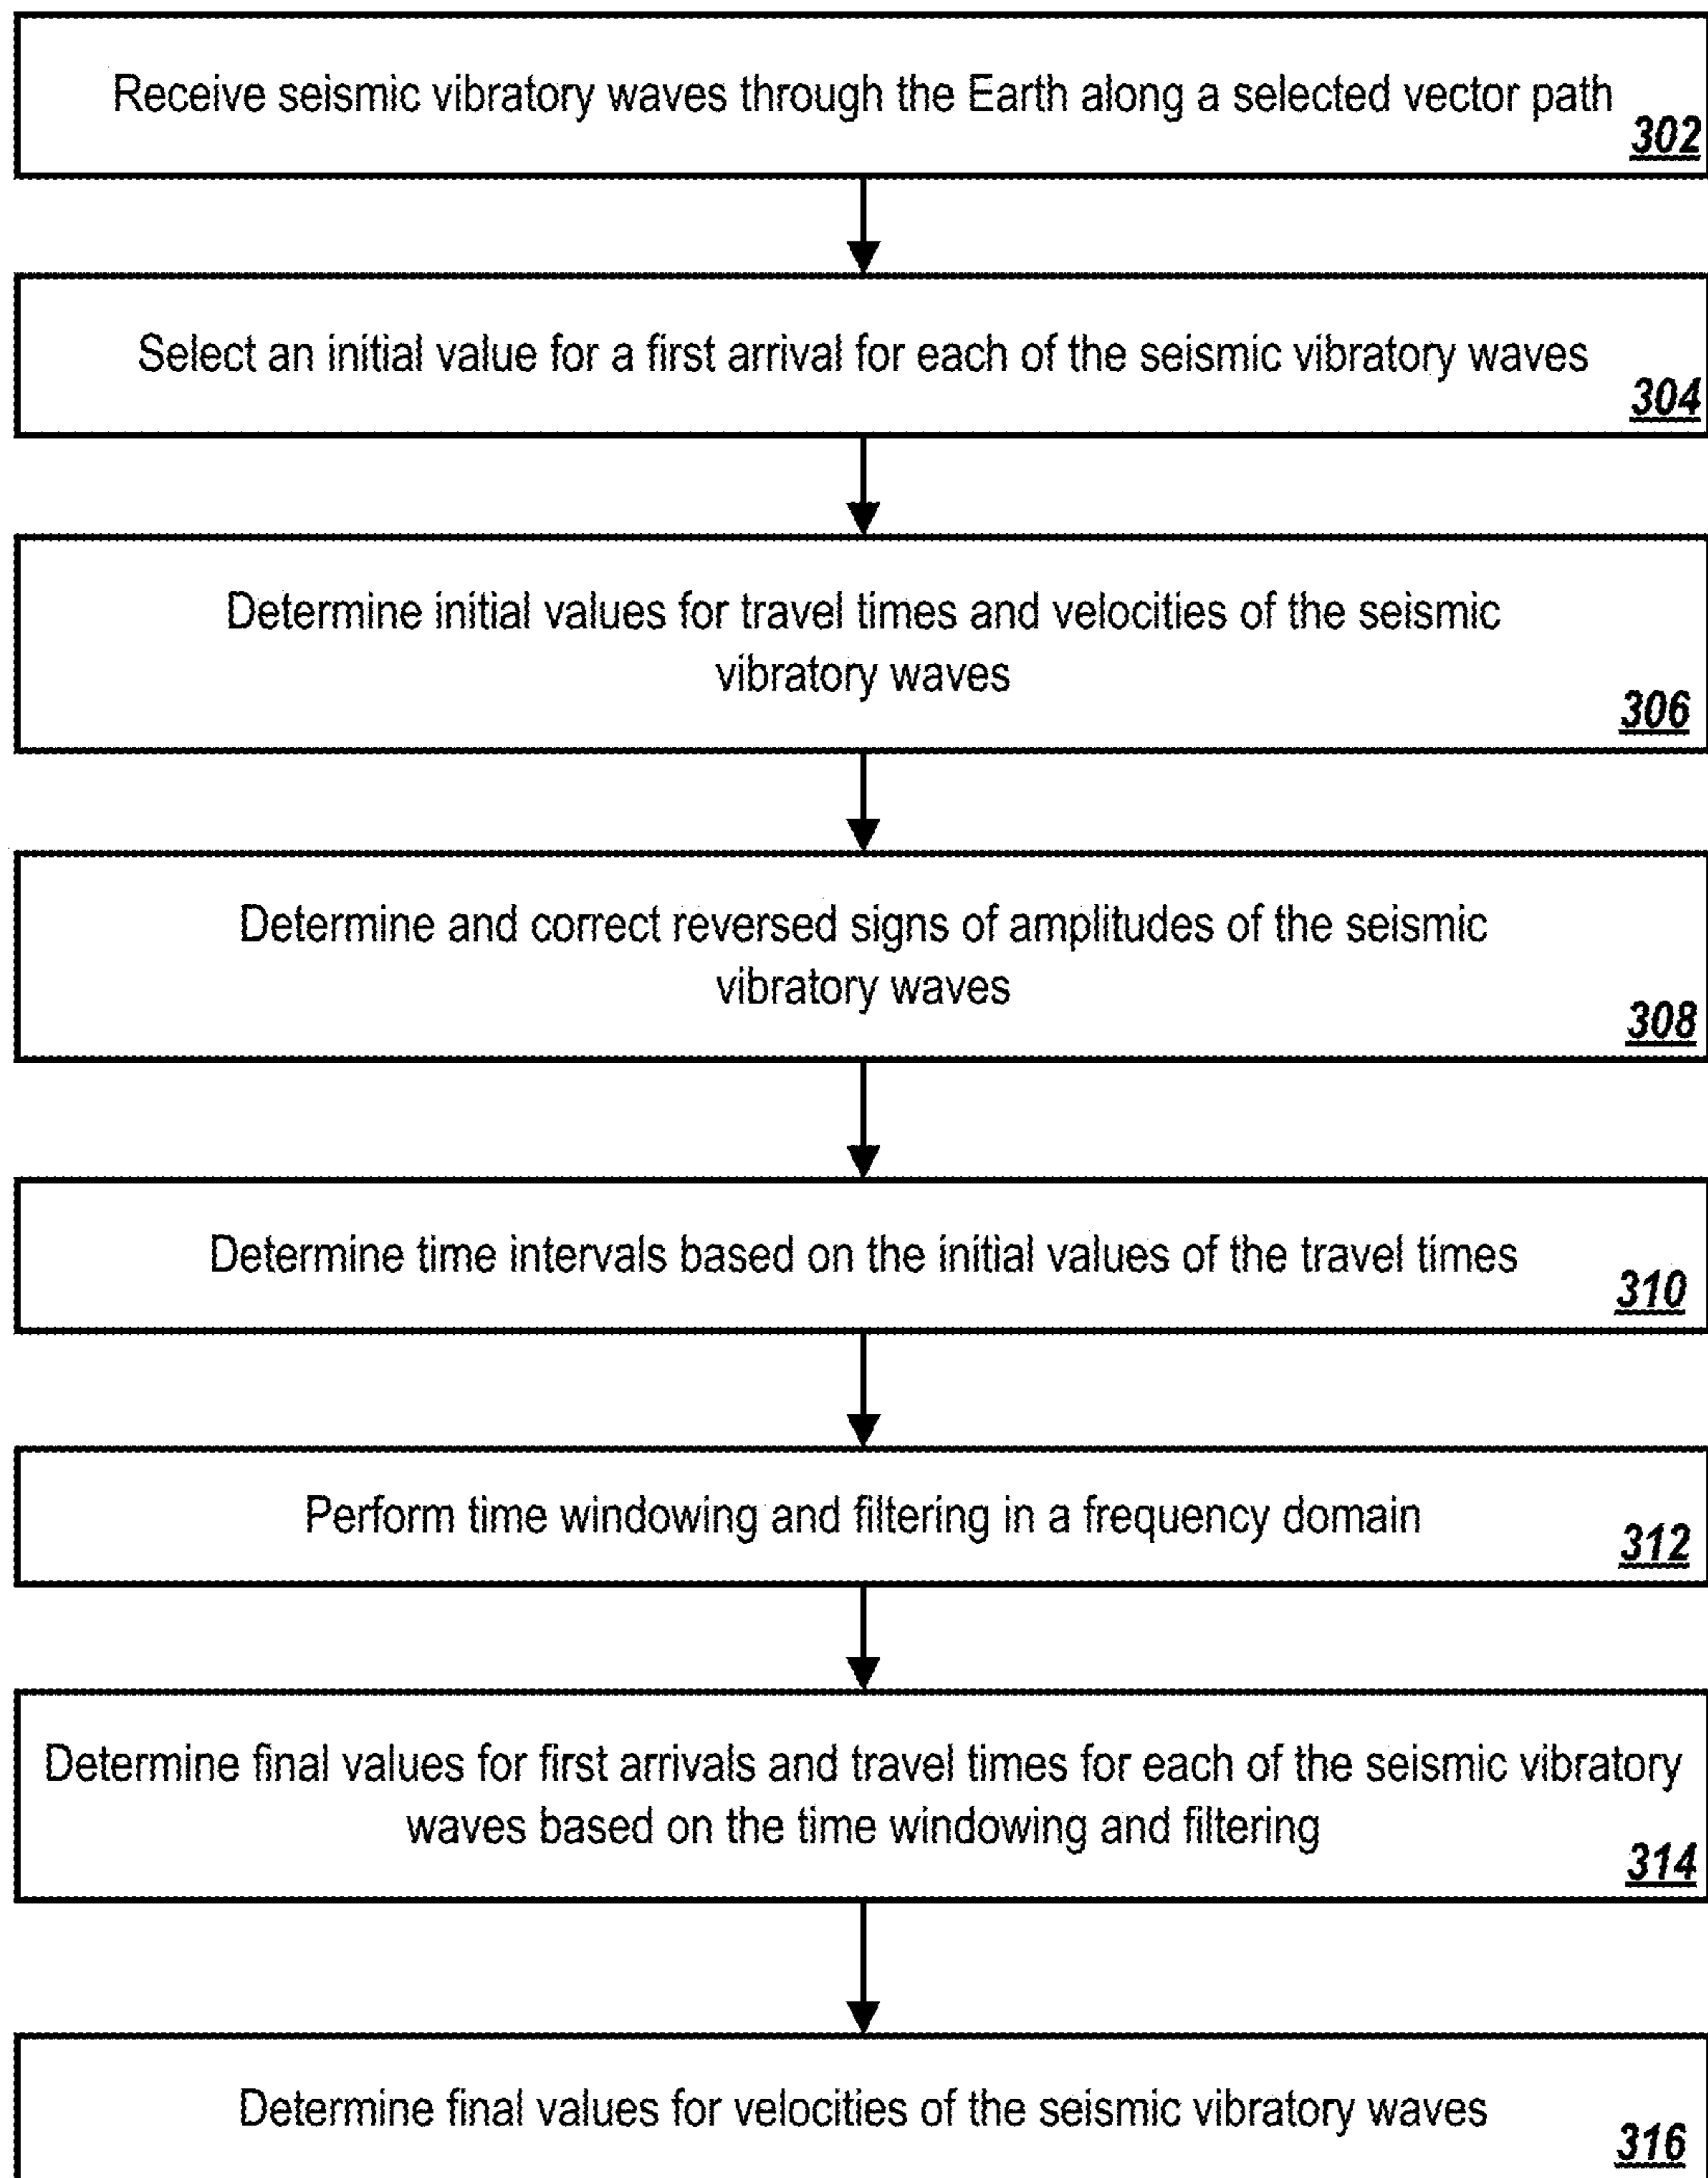 Receive seismic vibratory waves through the Earth along a selected vector path
302
Select an initial value for a first arrival for each of the seismic vibratory waves
304
Determine initial values for travel times and velocities of the seismic
vibratory waves
306
Determine and correct reversed signs of amplitudes of the seismic
vibratory waves
308
Determine time intervals based on the initial values of the travel times
310
Perform time windowing and filtering in a frequency domain
312
Determine final values for first arrivals and travel times for each of the seismic vibratory
waves based on the time windowing and filtering
314
Determine final values for velocities of the seismic vibratory waves
316